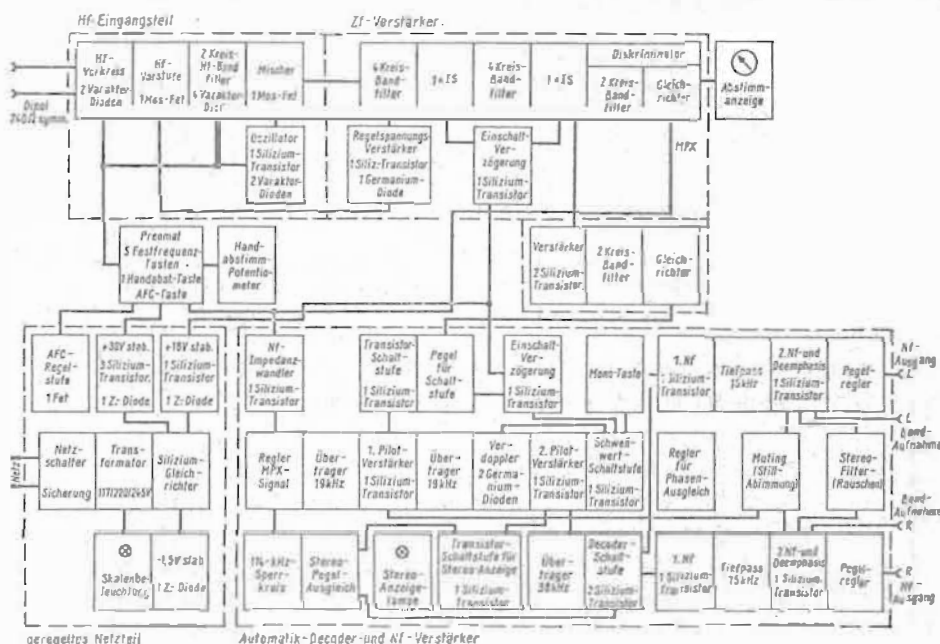 Hf-Eingangsteil
Zf-Verstärker
Hf-
Vorkreis
2 Varaktor-
Dioden
Hf-
Vorstufe
1 Mos-Fet
2 Kreis-
Hf-Band
filter
4 Varaktor-
Diod.
Mischer
1 Mos-Fet
4 Kreis-
Band-
filter
1×IS
4 Kreis-
Band-
filter
1×IS
Diskriminator
2 Kreis-
Band-
filter
Gleich-
richter
Abstimm-
anzeige
Dipol
240Ω symm.
Oszillator
1 Silizium-
Transistor
2 Varaktor-
Dioden
Regelspannungs-
Verstärker
1 Siliz-Transistor
1 Germanium-
Diode
Einschalt-
Ver-
zögerung
1 Silizium-
Transistor
MPX
Preomat
5 Festfrequenz-
Tasten
1 Handabst-Taste
AFC-Taste
Hand-
abstimm-
Potentio-
meter
Verstärker
2 Silizium-
Transistor.
2 Kreis-
Band-
filter
Gleich-
richter
AFC-
Regel-
stufe
1 Fet
+30V stab.
3 Silizium-
Transistor.
1 Z-Diode
+18V stab.
1 Silizium-
Transistor
1 Z-Diode
Nf-
Impedanz
wandler
1 Silizium-
Transistor
Transistor-
Schalt-
stufe
1 Silizium-
Transistor
Pegel
für
Schalt-
stufe
Einschalt-
Ver-
zögerung
1 Silizium-
Transistor
Mono-Taste
1. Nf
1 Silizium-
Transistor
Tiefpass
15kHz
2.Nf-und
Deemphasis
1 Silizium-
Transistor
Pegel-
regler
Nf-
Ausgang
L
L
Band-
Aufnahme
Netz
Netz-
schalter
Sicherung
Trans-
formator
117/220/245V
Silizium-
Gleich-
richter
Regler
MPX-
Signal
Über-
trager
19kHz
1. Pilot-
Verstärker
1 Silizium-
Transistor
Über-
trager
19kHz
Ver-
doppler
2 Germa-
nium-
Dioden
2. Pilot-
Verstärker
1 Silizium-
Transistor
Schwell-
wert-
Schaltstufe
1 Silizium-
Transistor
Regler
für
Phasen-
Ausgleich
Muting
(Still-
Abimmung)
Stereo-
Filter
(Rauschen)
Band-
Aufnahme
R
Skalenbe-
leuchtung
-1,5V stab
1 Z-Diode
114-kHz-
Sperr-
kreis
Stereo-
Pegel-
Ausgleich
Stereo-
Anzeige-
lampe
Transistor-
Schaltstufe für
Stereo-Anzeige
1 Silizium-
Transistor
Über-
trager
38kHz
Decoder-
Schalt-
stufe
2 Silizium-
Transistor.
1. Nf
1 Silizium-
Transistor
Tiefpass
15kHz
2.Nf-und
Deemphasis
1 Silizium-
Transistor
Pegel-
regler
R
Nf-
Ausgang
geregeltes Netzteil
Automatik-Decoder-und Nf-Verstärker